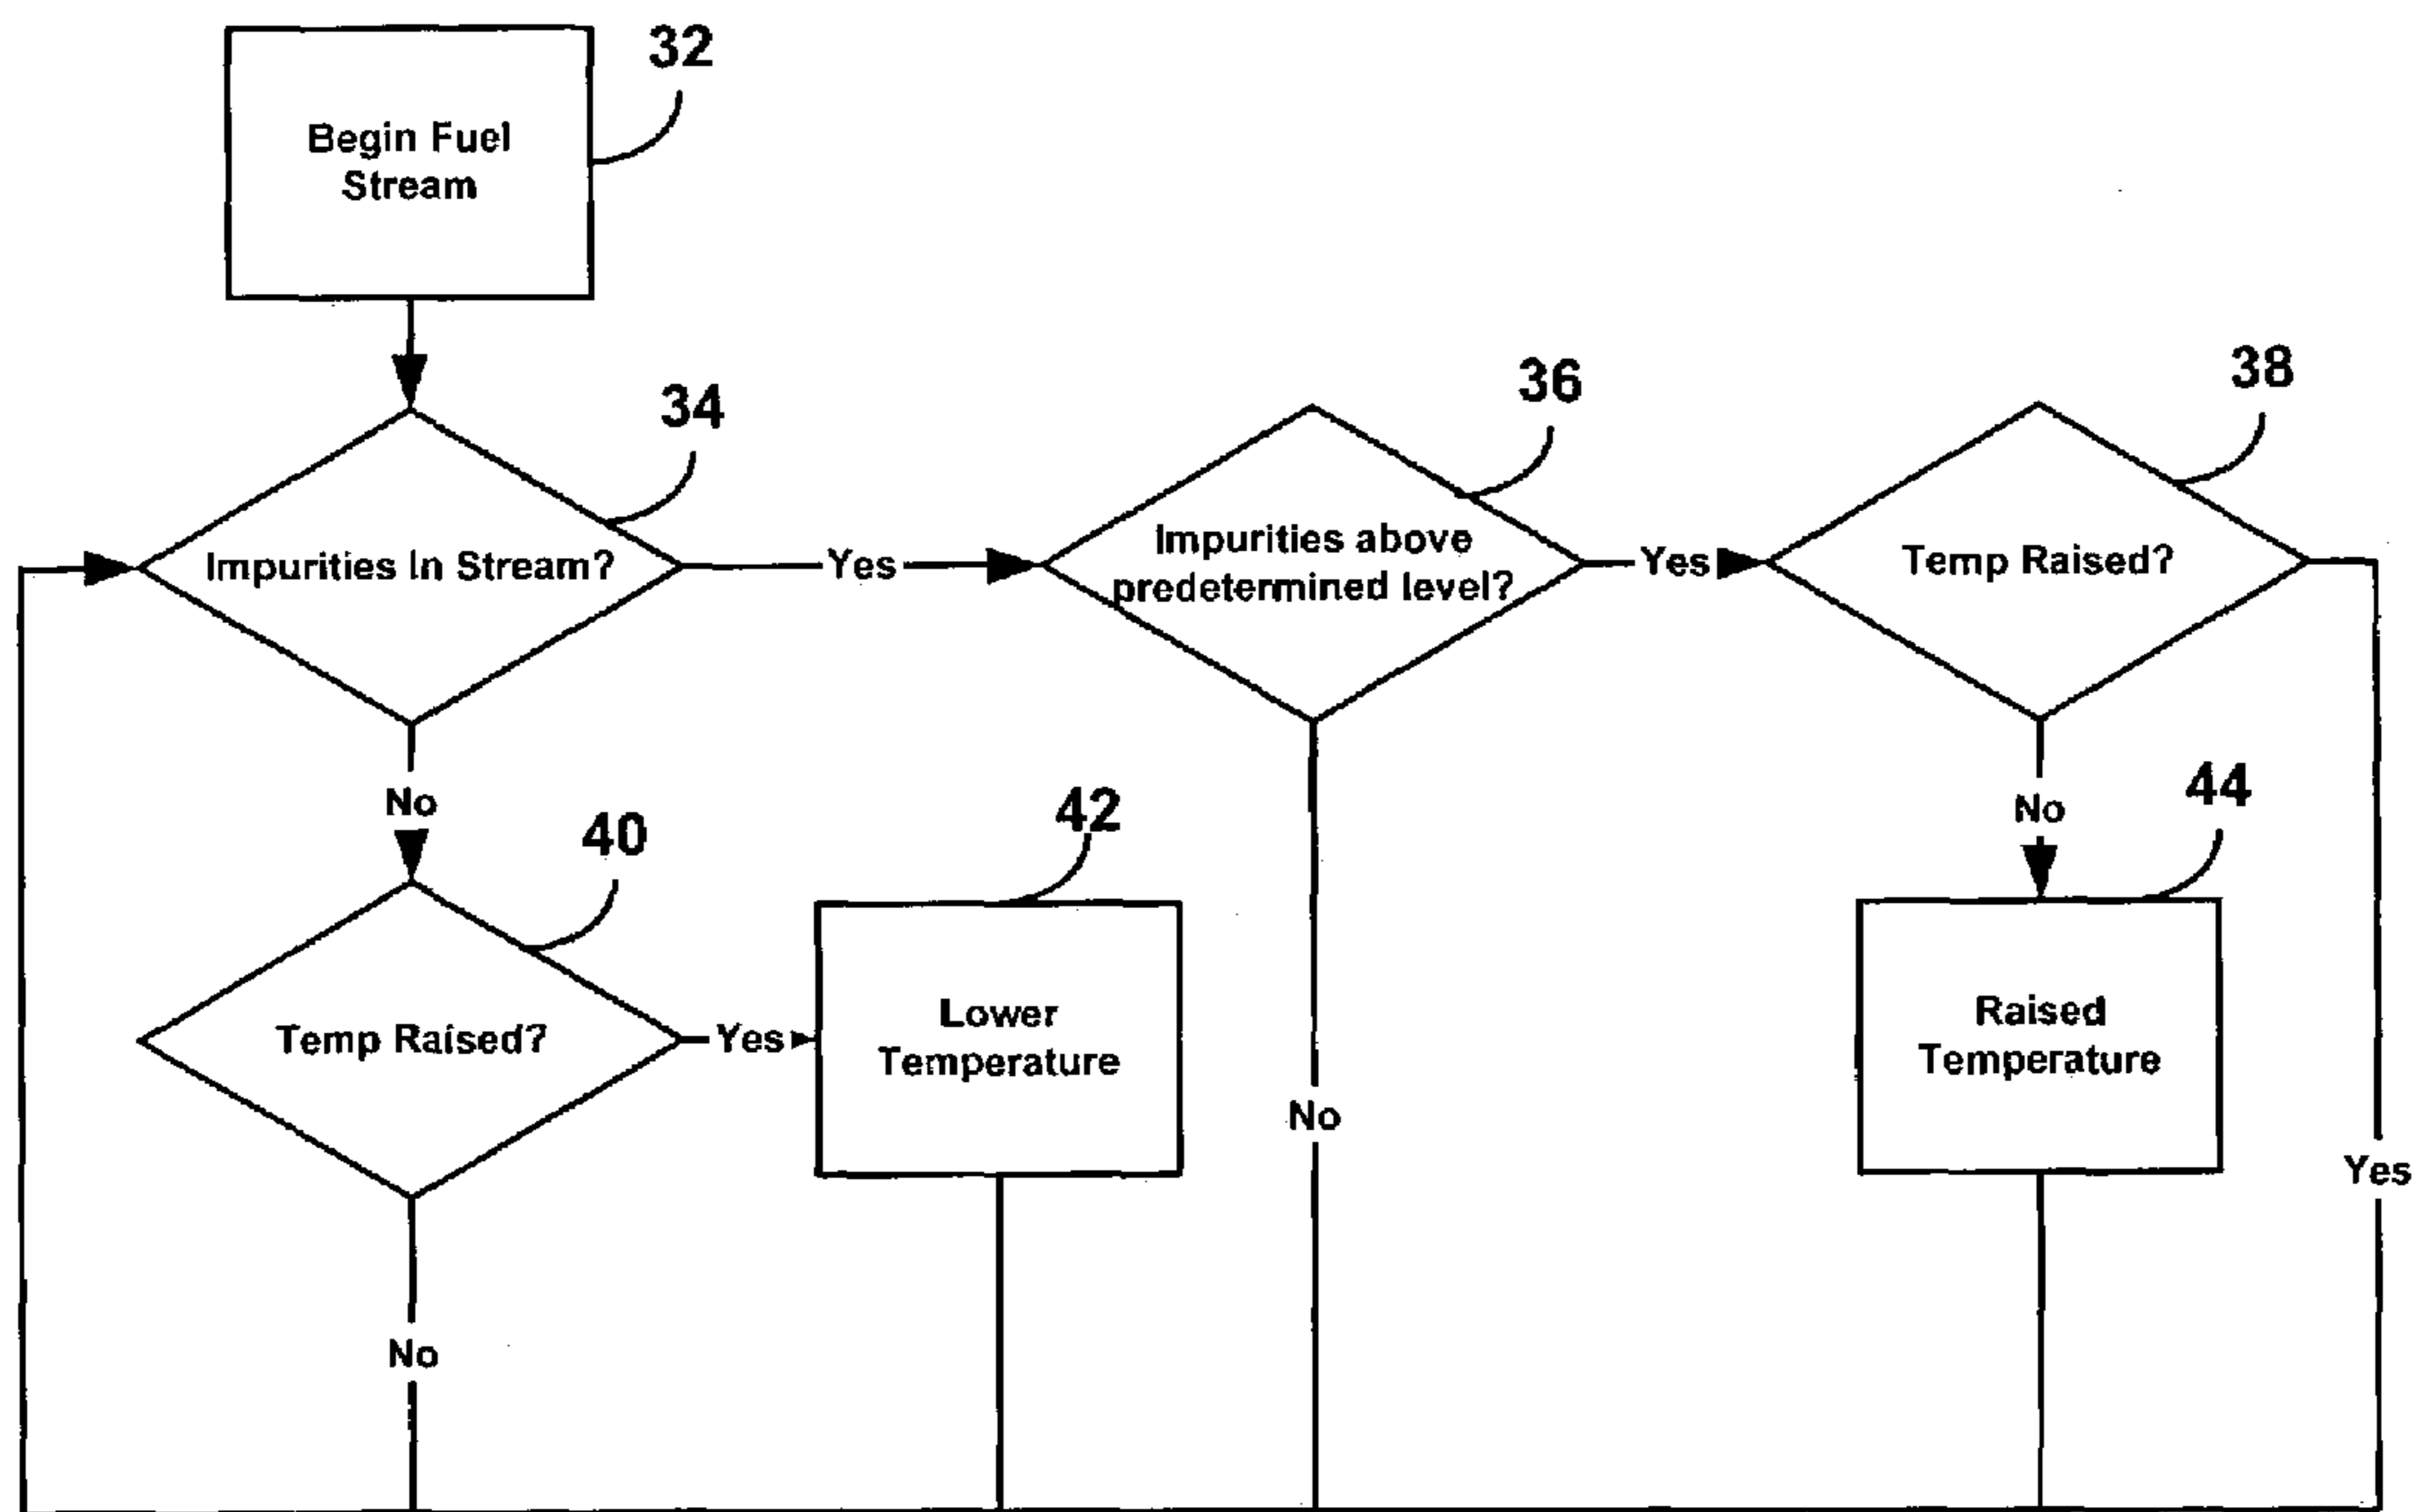 32
Begin Fuel
Stream
34
36
38
Impurities In Stream?
Yes
Impurities above
predetermined level?
Yes
Temp Raised?
No
40
42
No
44
Temp Raised?
Yes
Lower
Temperature
No
Raised
Temperature
Yes
No